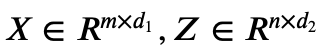 X ∈ R^{m×d_1}, Z ∈ R^{n×d_2}